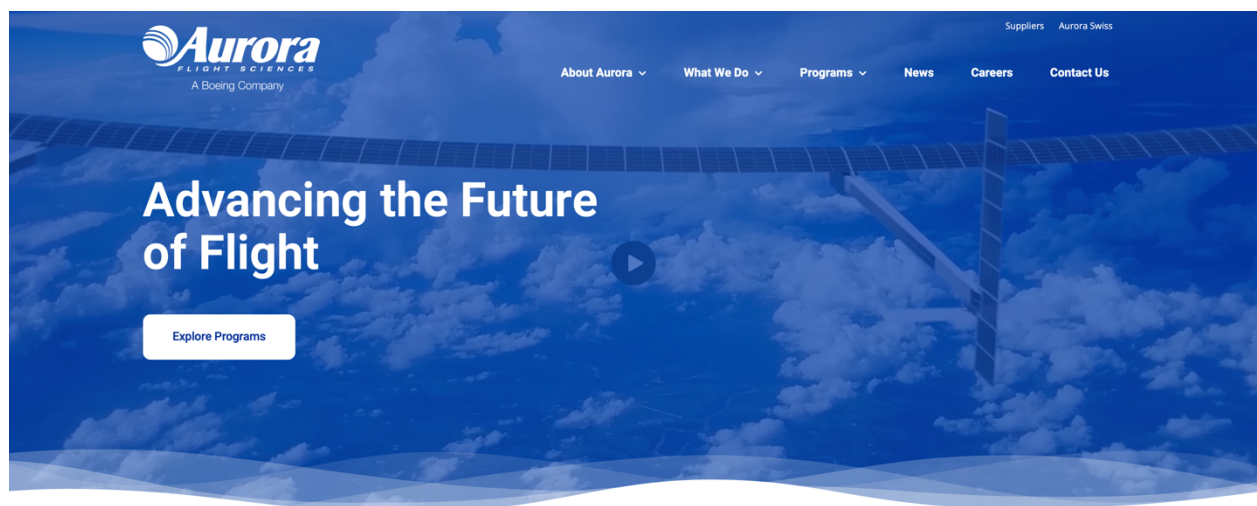 Suppliers Aurora Swiss
Aurora
FLIGHT SCIENCES
A Boeing Company
About Aurora What We Do Programs News Careers Contact Us
Advancing the Future
of Flight
Explore Programs